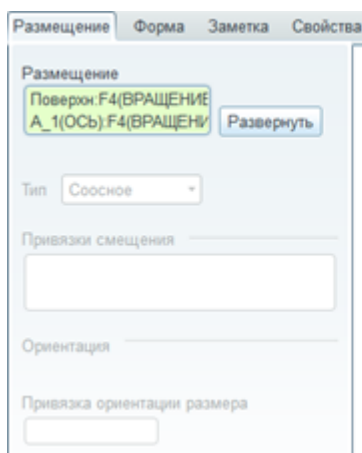 Размещение Форма Заметка Свойства
Размещение
Поверхн:F4(ВРАЩЕНИЕ
А_1(ОСЬ):F4(ВРАЩЕНИ
Развернуть
Тип Соосное
Привязки смещения
Ориентация
Привязка ориентации размера